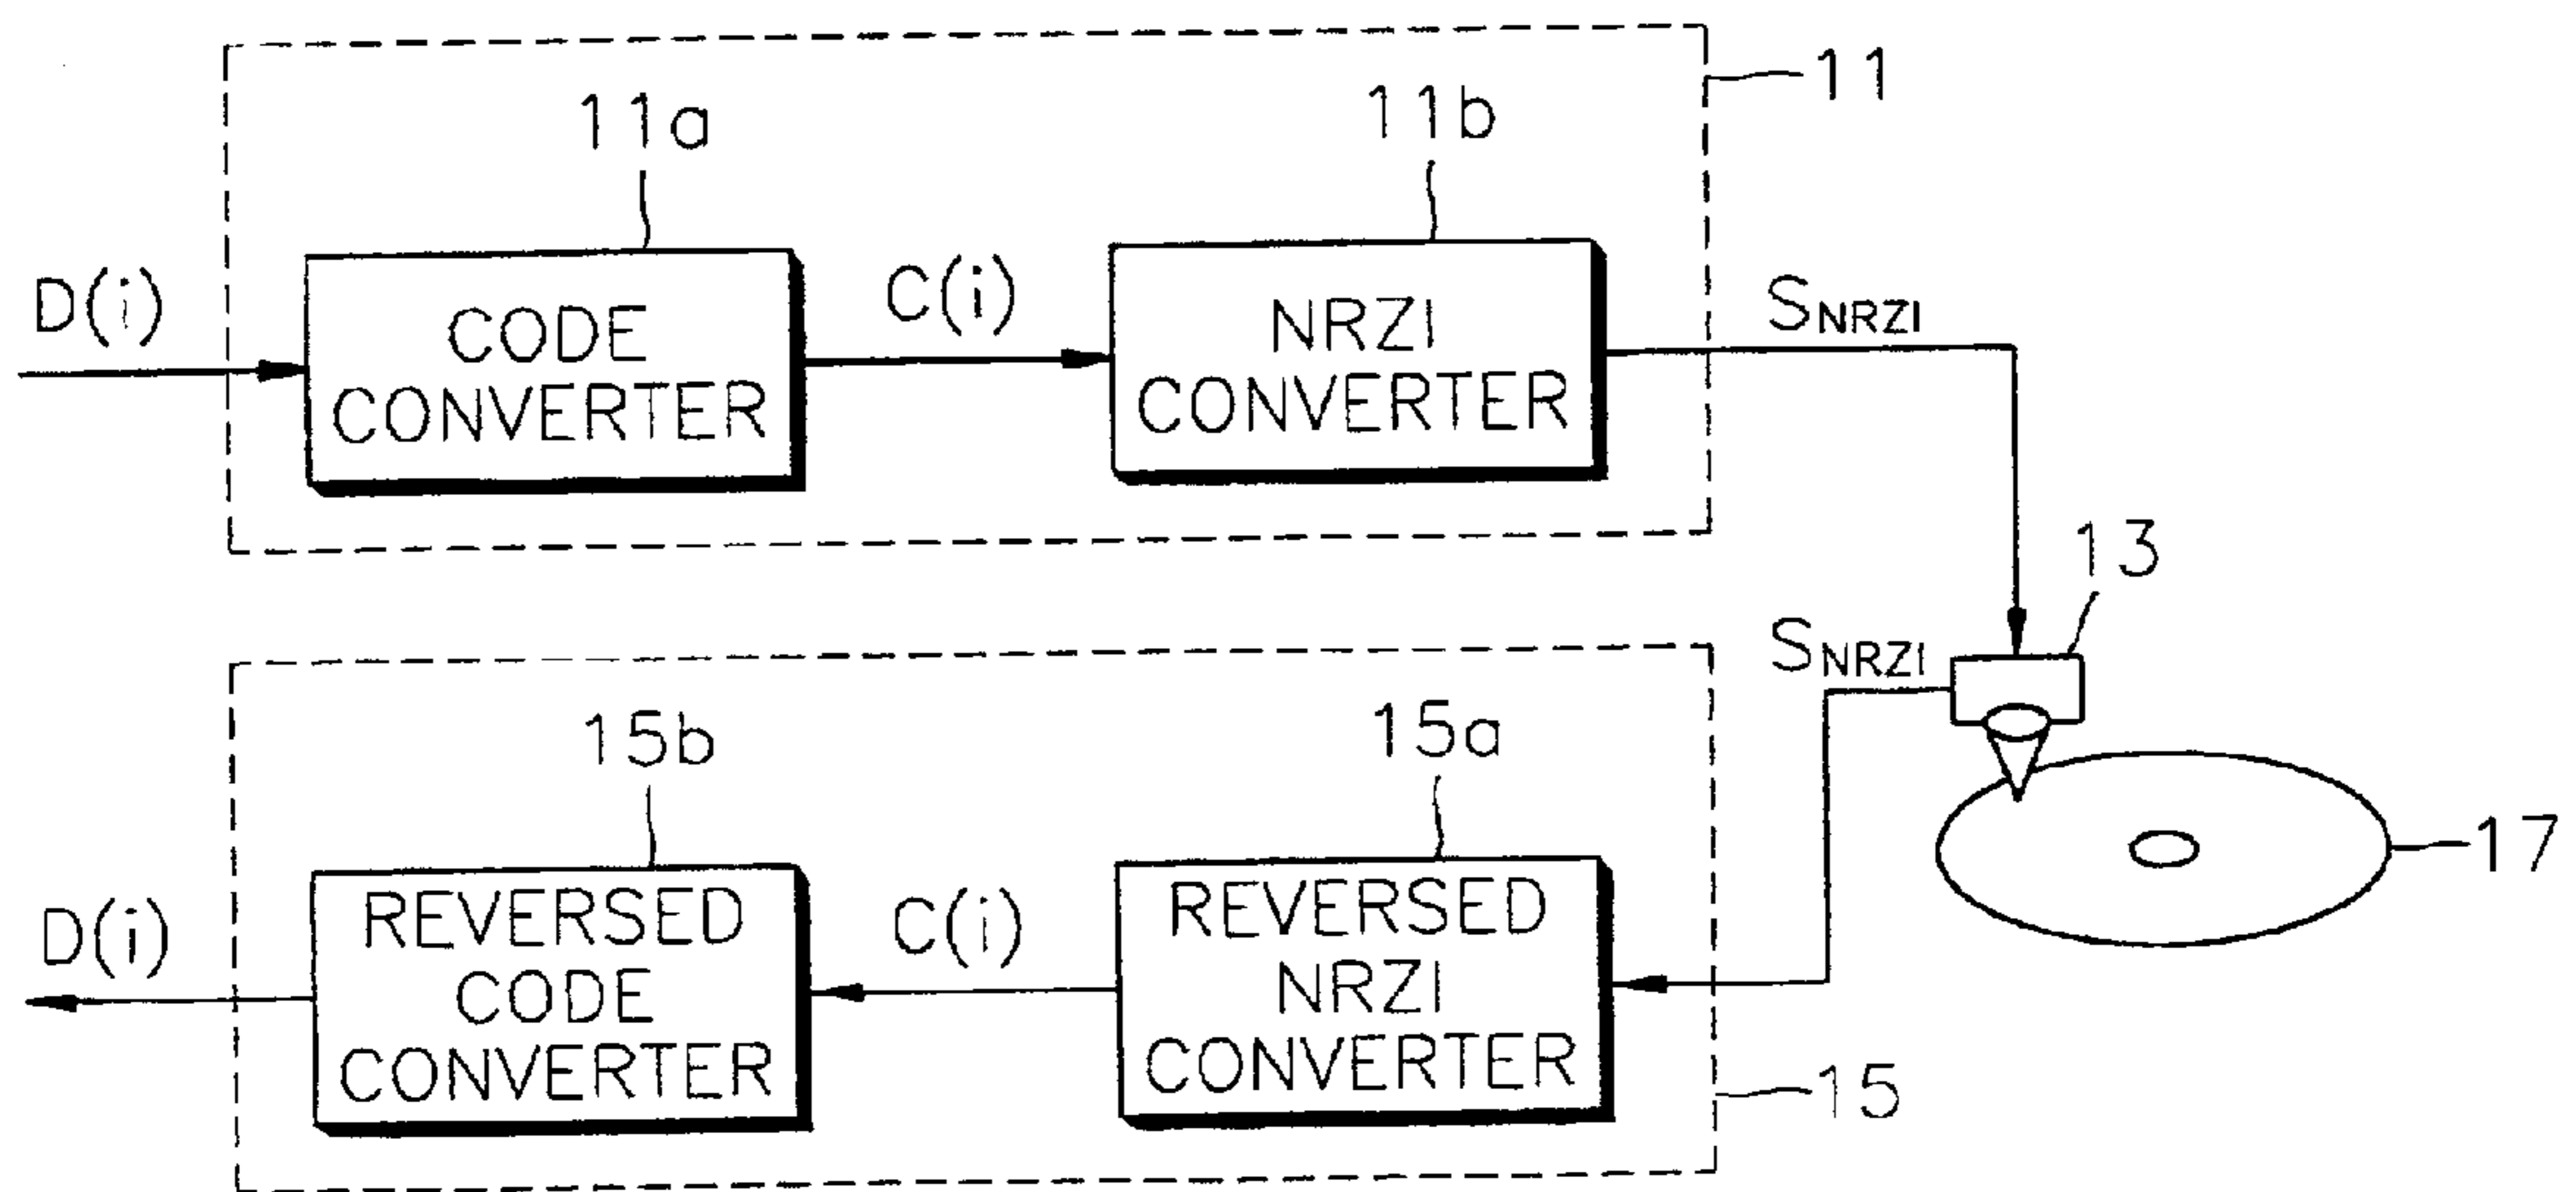 11
11a
11b
D(i)
CODE
CONVERTER
C(i)
NRZI
CONVERTER
SNRZI
13
SNRZI
15b
15a
17
D(i)
REVERSED
CODE
CONVERTER
C(i)
REVERSED
NRZI
CONVERTER
15